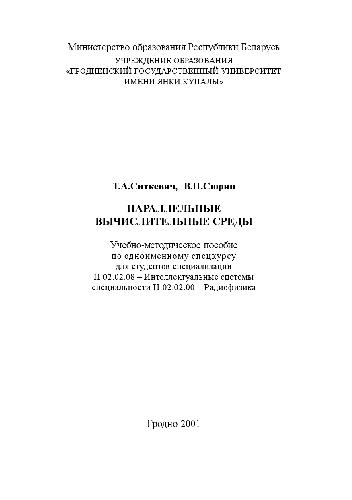 Министерство образования Республики Беларусь
УЧРЕЖДЕНИЕ ОБРАЗОВАНИЯ
«ГРОДНЕНСКИЙ ГОСУДАРСТВЕННЫЙ УНИВЕРСИТЕТ
ИМЕНИ ЯНКИ КУПАЛЫ»
Т.А.Ситкевич, В.П.Сюрин
ПАРАЛЛЕЛЬНЫЕ
ВЫЧИСЛИТЕЛЬНЫЕ СРЕДЫ
Учебно-методическое пособие
по одноименному спецкурсу
для студентов специализации
Н 02.02.08 – Интеллектуальные системы
специальности Н 02.02.00 – Радиофизика
Гродно 2001